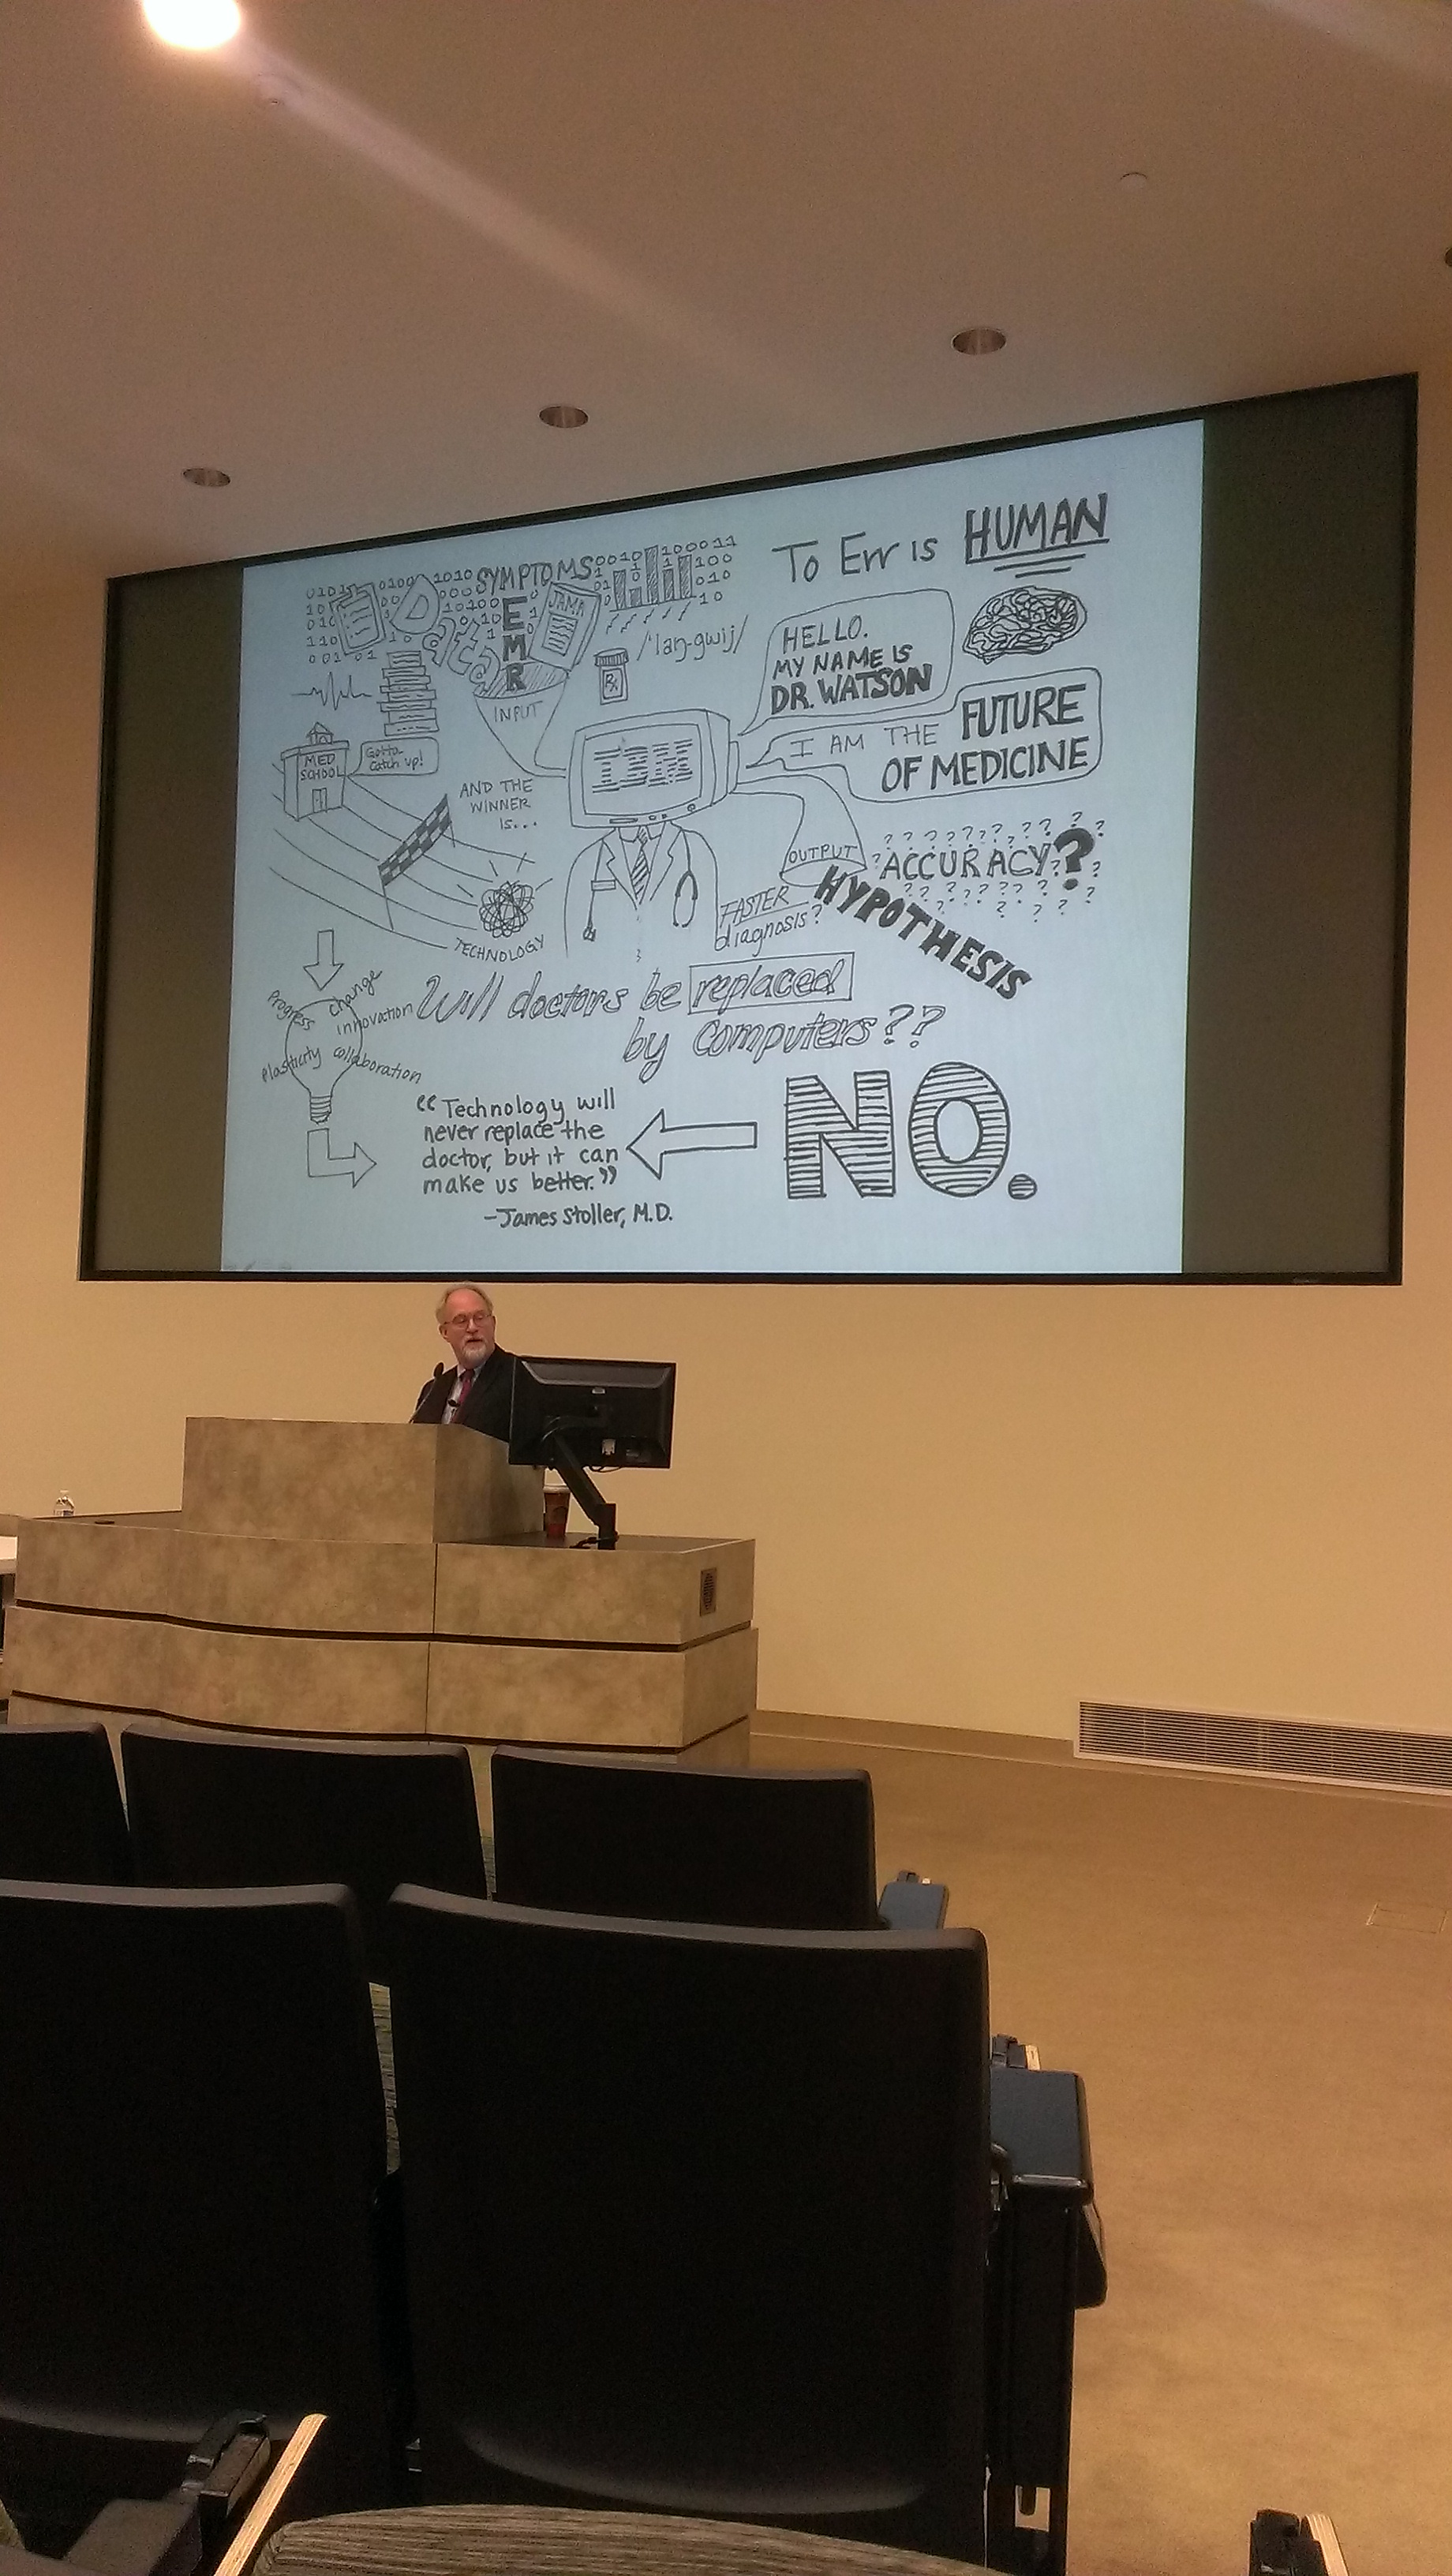 To Err is HUMAN
SYMPTOMS
Data
EMR
JAMA
/'laŋ-gwij/
Rx
INPUT
HELLO.
MY NAME IS
DR. WATSON
I AM THE FUTURE
OF MEDICINE
IBM
MED
SCHOOL
Gotta
catch up!
AND THE
WINNER
IS...
TECHNOLOGY
OUTPUT
ACCURACY?
HYPOTHESIS
FASTER
diagnosis?
Progress
change
innovation
Plasticity
collaboration
Will doctors be replaced
by computers??
NO.
"Technology will
never replace the
doctor, but it can
make us better."
-James Stoller, M.D.